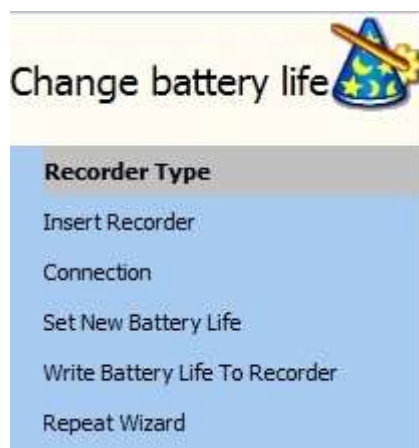 Change battery life
Recorder Type
Insert Recorder
Connection
Set New Battery Life
Write Battery Life To Recorder
Repeat Wizard